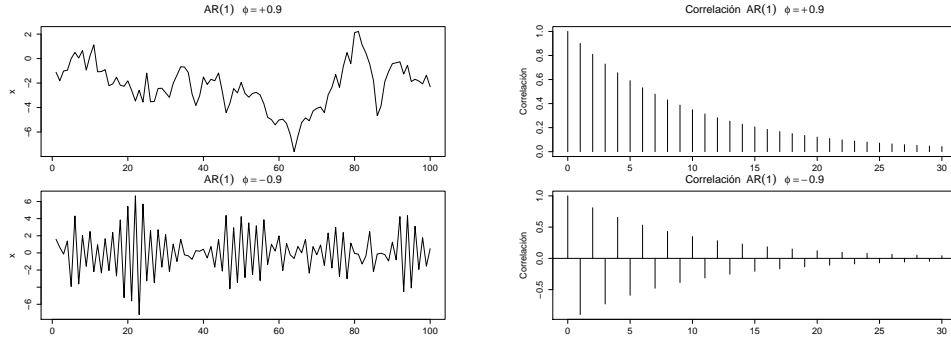 AR(1) ϕ=+0.9
x
2
0
−2
−4
−6
0 20 40 60 80 100
Correlación AR(1) ϕ=+0.9
Correlación
1.0
0.8
0.6
0.4
0.2
0.0
0 5 10 15 20 25 30
AR(1) ϕ=−0.9
x
6
4
2
0
−2
−6
0 20 40 60 80 100
Correlación AR(1) ϕ=−0.9
Correlación
1.0
0.5
0.0
−0.5
0 5 10 15 20 25 30